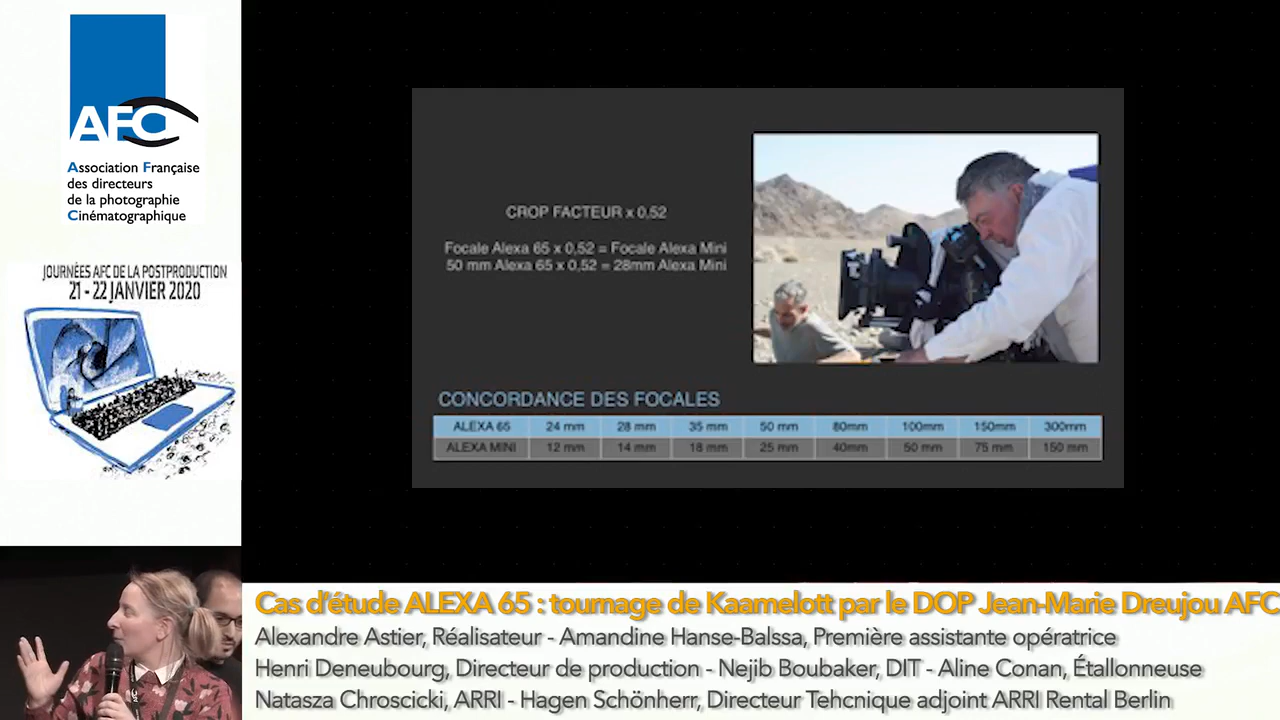 AFC
Association Française
des directeurs
de la photographie
Cinématographique
JOURNÉES AFC DE LA POSTPRODUCTION
21 - 22 JANVIER 2020
CROP FACTEUR x 0,52
Focale Alexa 65 x 0,52 = Focale Alexa Mini
50 mm Alexa 65 x 0,52 = 28mm Alexa Mini
CONCORDANCE DES FOCALES
ALEXA 65 24 mm 28 mm 35 mm 50 mm 80mm 100mm 150mm 300mm
ALEXA MINI 12 mm 14 mm 18 mm 25 mm 40mm 50 mm 75 mm 150 mm
Cas d'étude ALEXA 65 : tournage de Kaamelott par le DOP Jean-Marie Dreujou AFC
Alexandre Astier, Réalisateur - Amandine Hanse-Balssa, Première assistante opératrice
Henri Deneubourg, Directeur de production - Nejib Boubaker, DIT - Aline Conan, Étallonneuse
Natasza Chroscicki, ARRI - Hagen Schönherr, Directeur Tehcnique adjoint ARRI Rental Berlin